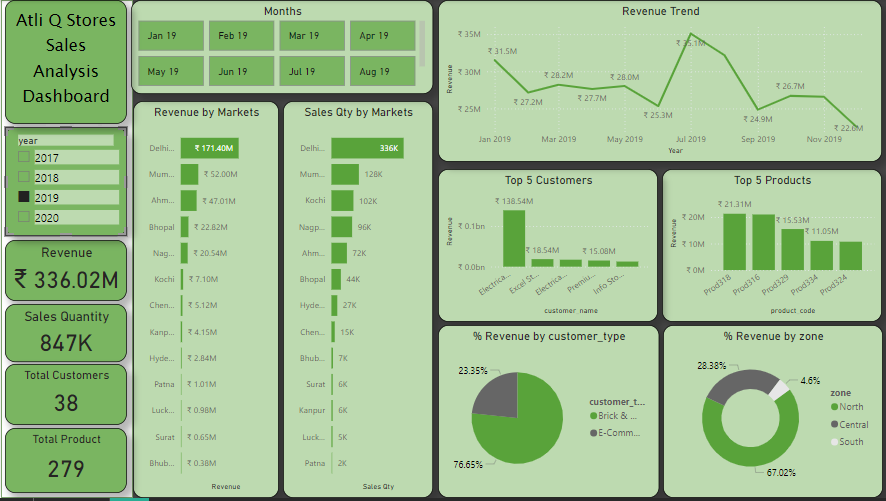 Atli Q Stores
Sales
Analysis
Dashboard
year
2017
2018
2019
2020
Revenue
₹ 336.02M
Sales Quantity
847K
Total Customers
38
Total Product
279
Months
Jan 19
Feb 19
Mar 19
Apr 19
May 19
Jun 19
Jul 19
Aug 19
Revenue by Markets
Delhi... ₹ 171.40M
Mum... ₹ 52.00M
Ahm... ₹ 47.01M
Bhopal ₹ 22.82M
Nag... ₹ 20.54M
Kochi ₹ 7.10M
Chen... ₹ 5.12M
Kanp... ₹ 4.15M
Hyde... ₹ 2.84M
Patna ₹ 1.01M
Luck... ₹ 0.98M
Surat ₹ 0.65M
Bhub... ₹ 0.38M
Revenue
Sales Qty by Markets
Delhi... 336K
Mum... 128K
Kochi 102K
Nagp... 96K
Ahm... 72K
Bhopal 44K
Hyde... 27K
Chen... 15K
Bhub... 7K
Surat 6K
Kanpur 6K
Luck... 5K
Patna 2K
Sales Qty
Revenue Trend
Revenue
₹ 35M
₹ 30M
₹ 25M
₹ 31.5M
₹ 27.2M
₹ 28.2M
₹ 27.7M
₹ 28.0M
₹ 25.3M
₹ 35.1M
₹ 24.9M
₹ 26.7M
₹ 22.8M
Jan 2019
Mar 2019
May 2019
Jul 2019
Sep 2019
Nov 2019
Year
Top 5 Customers
Revenue
₹ 0.1bn
₹ 0.0bn
₹ 138.54M
₹ 18.54M
₹ 15.08M
Electrica...
Excel St...
Electrica...
Premiu...
Info Sto...
customer_name
Top 5 Products
Revenue
₹ 20M
₹ 10M
₹ 0M
₹ 21.31M
₹ 15.53M
₹ 11.05M
Prod318
Prod316
Prod329
Prod334
Prod324
product_code
% Revenue by customer_type
23.35%
76.65%
customer_t...
Brick & ...
E-Comm...
% Revenue by zone
28.38%
4.6%
67.02%
zone
North
Central
South